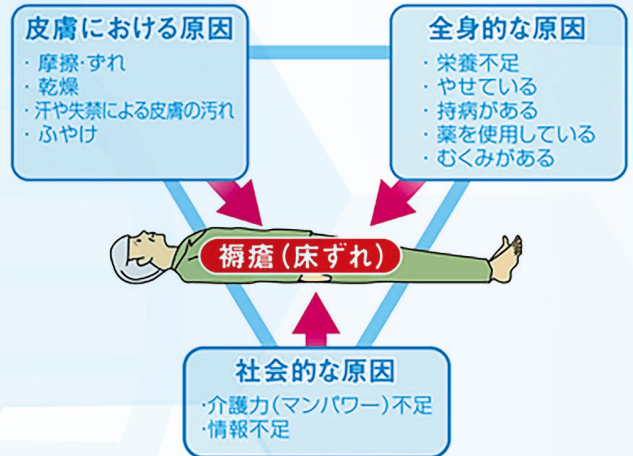 皮膚における原因
・摩擦・ずれ
・乾燥
・汗や失禁による皮膚の汚れ
・ふやけ
全身的な原因
・栄養不足
・やせている
・持病がある
・薬を使用している
・むくみがある
褥瘡(床ずれ)
社会的な原因
・介護力(マンパワー)不足
・情報不足